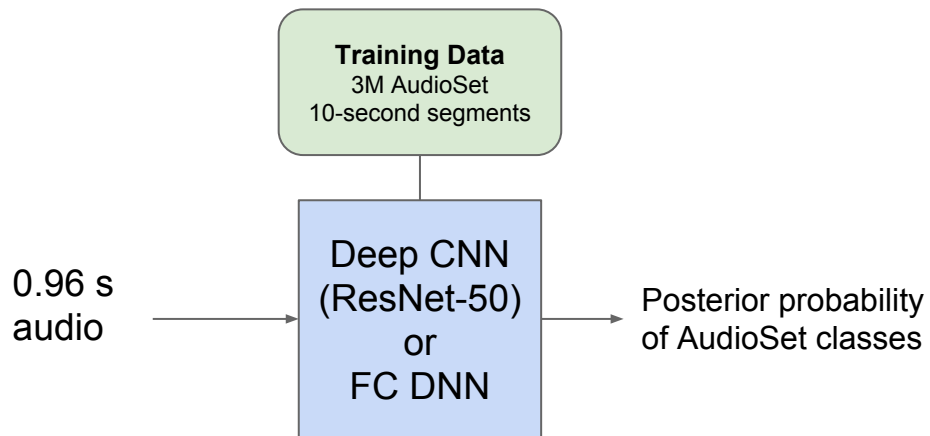 Training Data
3M AudioSet
10-second segments
0.96 s
audio
Deep CNN
(ResNet-50)
or
FC DNN
Posterior probability
of AudioSet classes